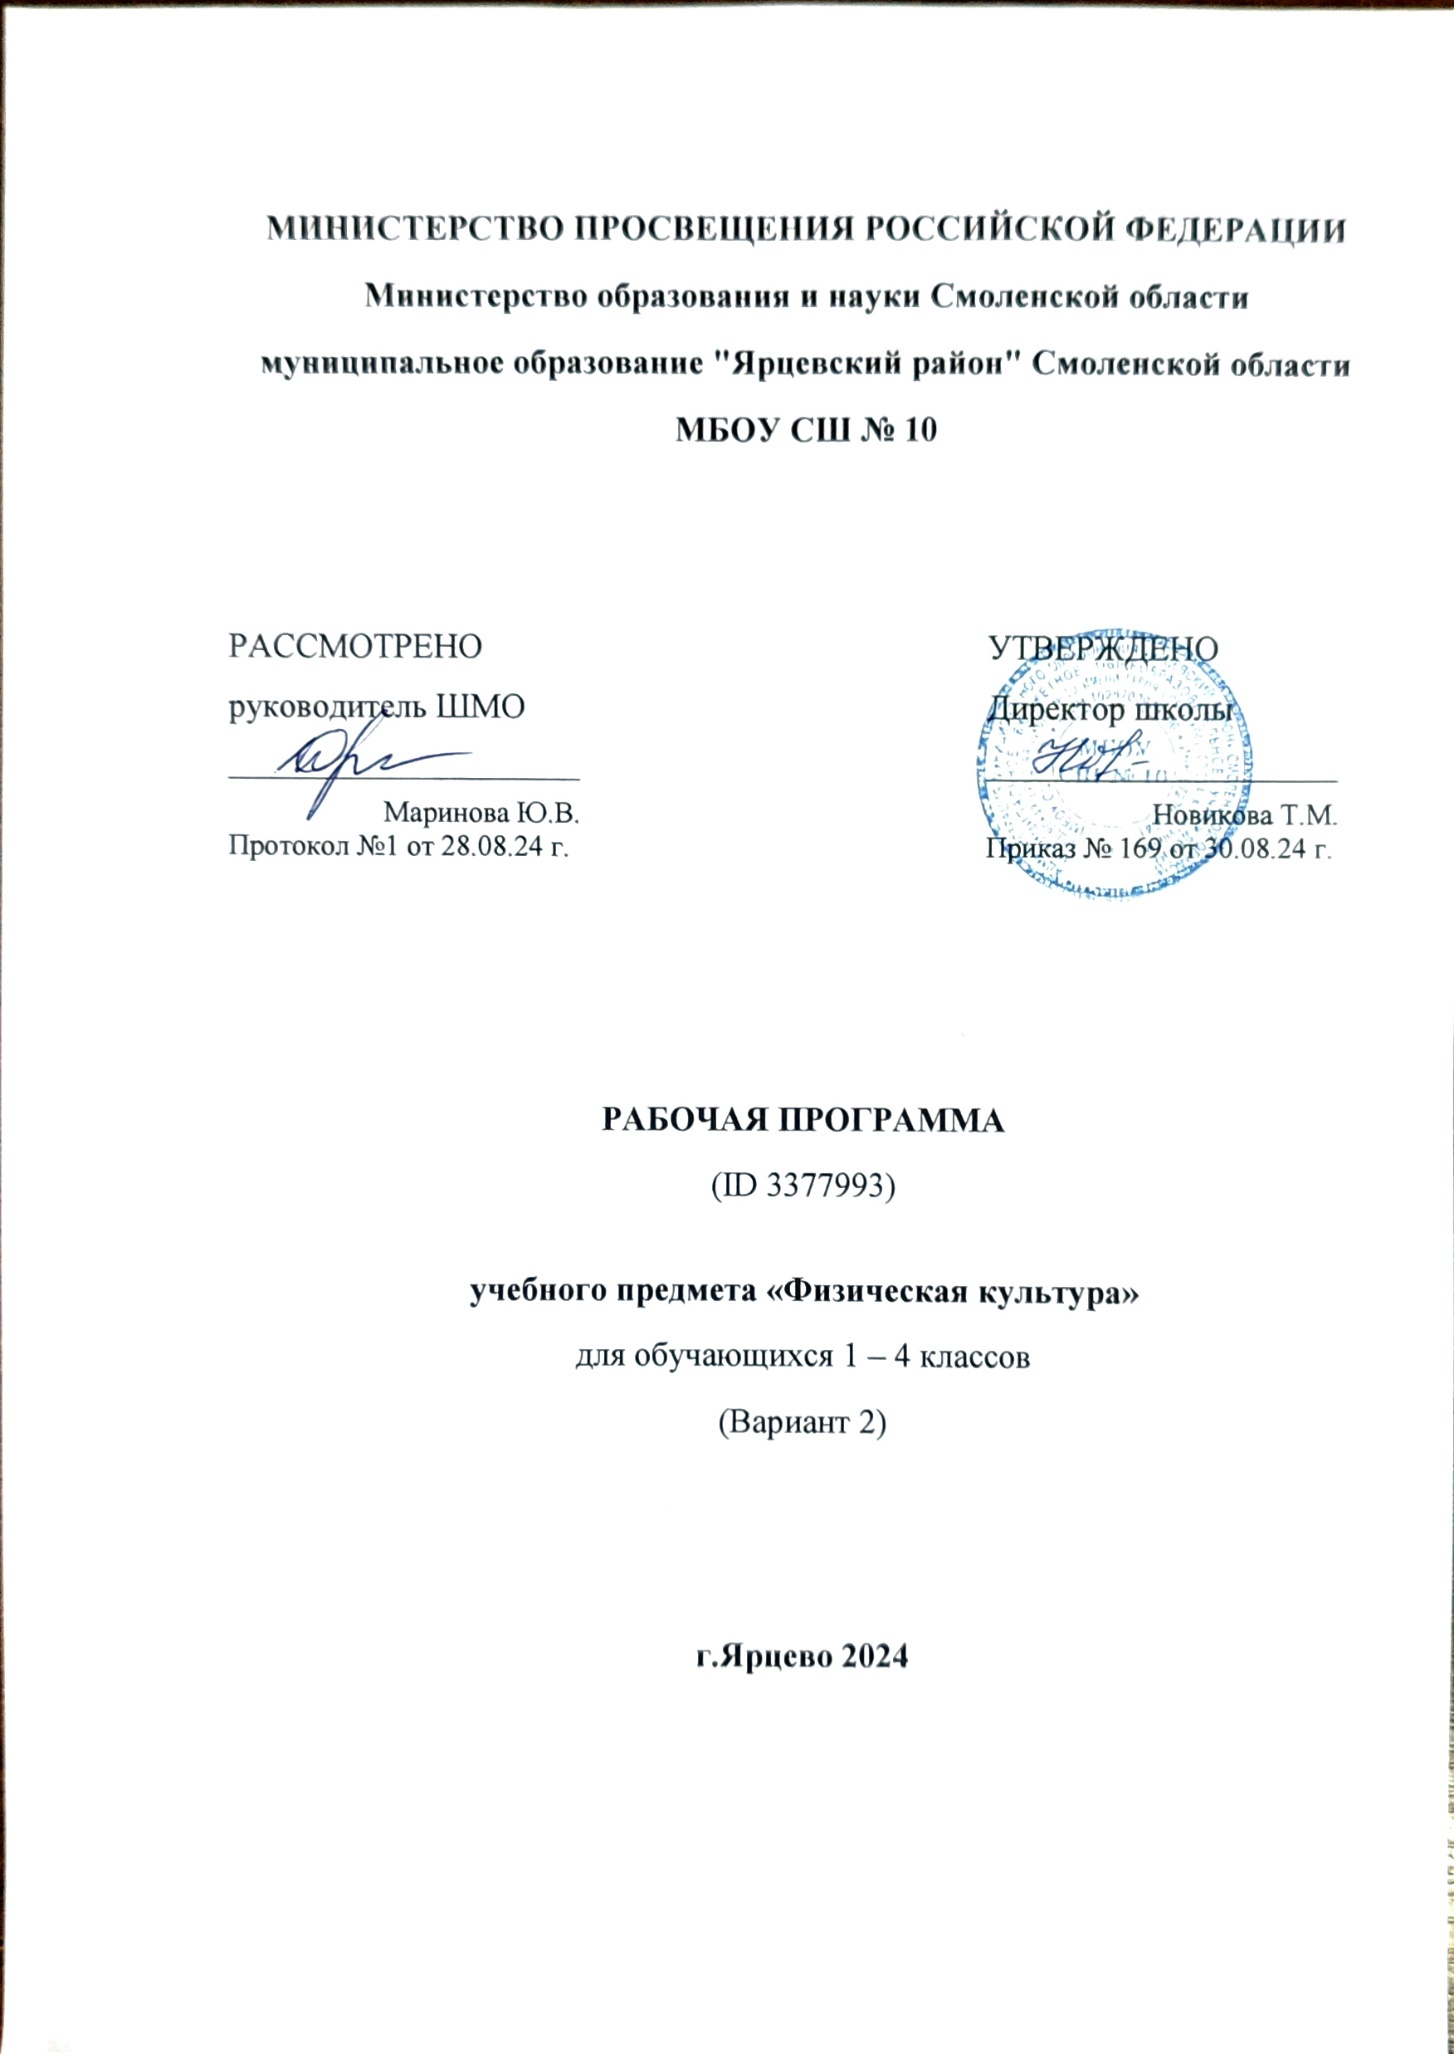 МИНИСТЕРСТВО ПРОСВЕЩЕНИЯ РОССИЙСКОЙ ФЕДЕРАЦИИ
Министерство образования и науки Смоленской области
муниципальное образование "Ярцевский район" Смоленской области
МБОУ СШ № 10
РАССМОТРЕНО
руководитель ШМО
Маринова Ю.В.
Протокол №1 от 28.08.24 г.
УТВЕРЖДЕНО
Директор школы
Новикова Т.М.
Приказ № 169 от 30.08.24 г.
РАБОЧАЯ ПРОГРАММА
(ID 3377993)
учебного предмета «Физическая культура»
для обучающихся 1 – 4 классов
(Вариант 2)
г.Ярцево 2024